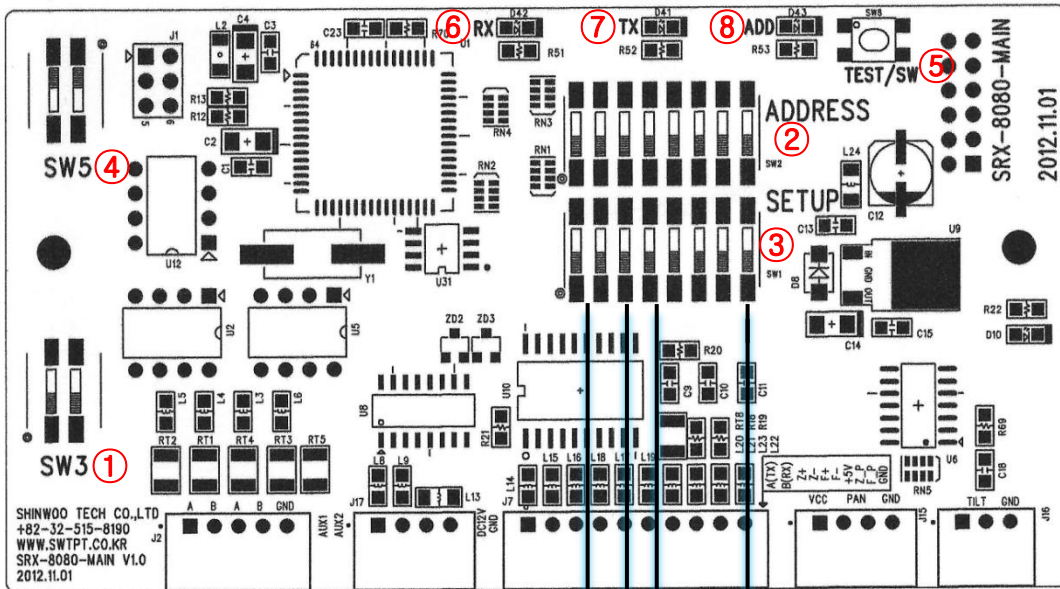 ⑥ RX D42
R51
⑦ TX D41
R52
⑧ ADD D43
R53
SW8
TEST/SW ⑤
SRX-8080-MAIN
2012.11.01
J1
5 6
L2
C4
C3
C23
R70
U1
64
R13
R12
C2
C1
RN4
RN3
RN2
RN1
ADDRESS
②
SW2
SETUP
③
SW1
SW5 ④
U12
Y1
U31
L24
C12
C13
D8
IN GND OUT
U9
C14
C15
R22
D10
U2
U5
ZD2 ZD3
U8
U10
R21
R20
C9
C10
C11
L5 L4 L3 L6
RT2 RT1 RT4 RT3 RT5
SW3 ①
L8 L9
L13
L14
L15 L16 L18 L17 L19
L20 RT8
L21 R18
L23 R19
L22
A(TX)
B(RX)
Z+
Z-
F+
F-
+5V
Z_P
F_P
GND
U6
RN5
R69
C18
SHINWOO TECH CO.,LTD
+82-32-515-8190
WWW.SWTPT.CO.KR
SRX-8080-MAIN V1.0
2012.11.01
J2
A B A B GND
AUX1
AUX2
J17
DC12V
GND
J7
VCC PAN GND
J15
TILT GND
J16